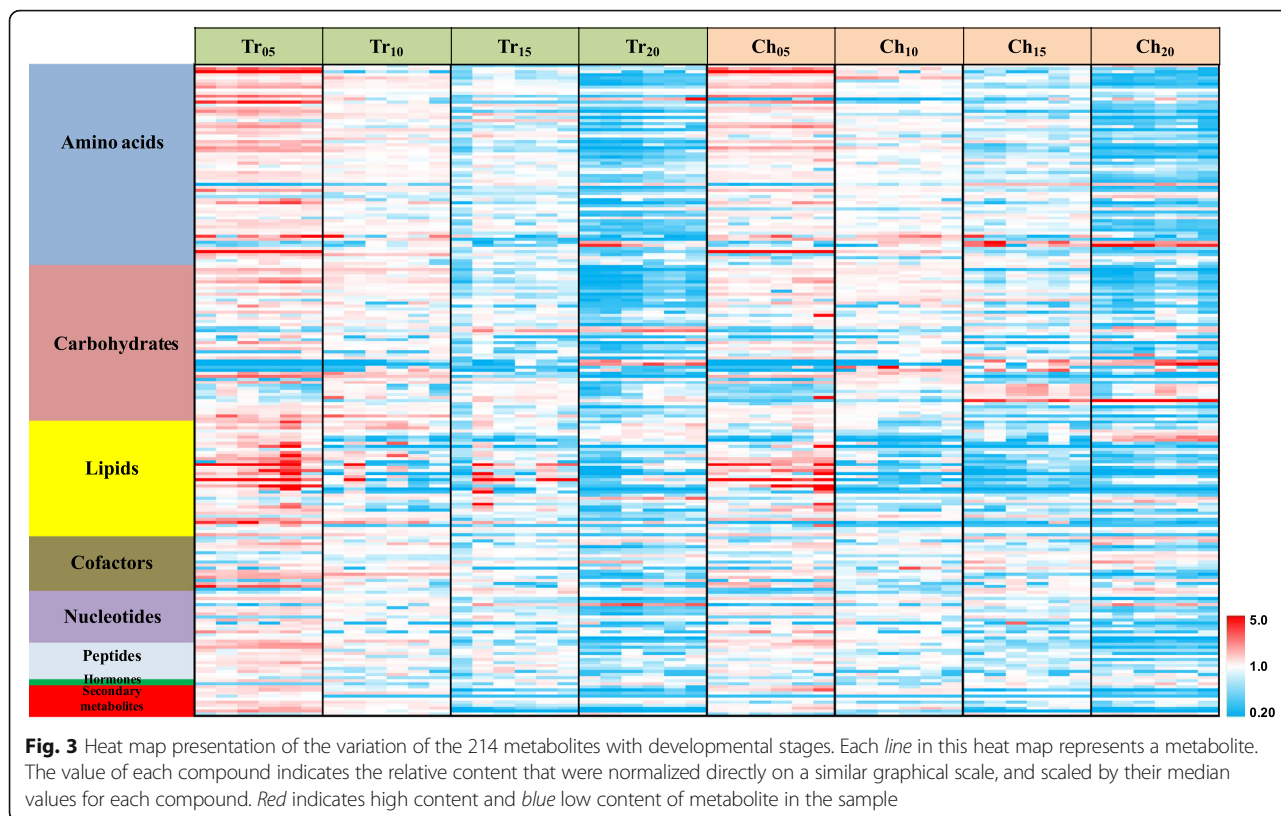 Tr05 Tr10 Tr15 Tr20 Ch05 Ch10 Ch15 Ch20
Amino acids
Carbohydrates
Lipids
Cofactors
Nucleotides
Peptides
Hormones
Secondary
metabolites
5.0
1.0
0.20
Fig. 3 Heat map presentation of the variation of the 214 metabolites with developmental stages. Each line in this heat map represents a metabolite.
The value of each compound indicates the relative content that were normalized directly on a similar graphical scale, and scaled by their median
values for each compound. Red indicates high content and blue low content of metabolite in the sample